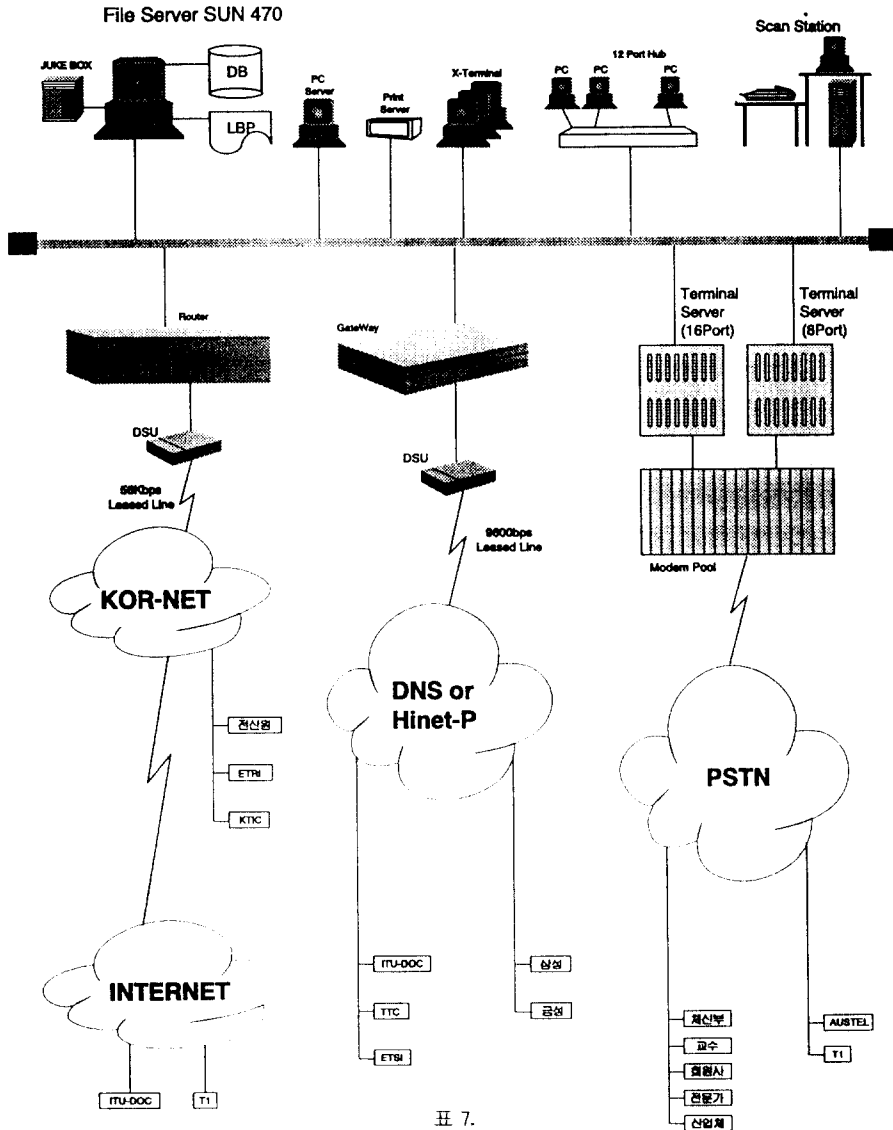 File Server SUN 470
JUKE BOX
DB
LBP
PC
Server
Print
Server
X-Terminal
12 Port Hub
PC
PC
PC
Scan Station
Router
GateWay
Terminal
Server
(16Port)
Terminal
Server
(8Port)
DSU
DSU
56Kbps
Leased Line
9600bps
Leased Line
Modem Pool
KOR-NET
DNS or
Hinet-P
PSTN
전산원
ETRI
KTIC
INTERNET
ITU-DOC
T1
ITU-DOC
TTC
ETSI
삼성
금성
체신부
교수
회원사
전문가
산업체
AUSTEL
T1
표 7.